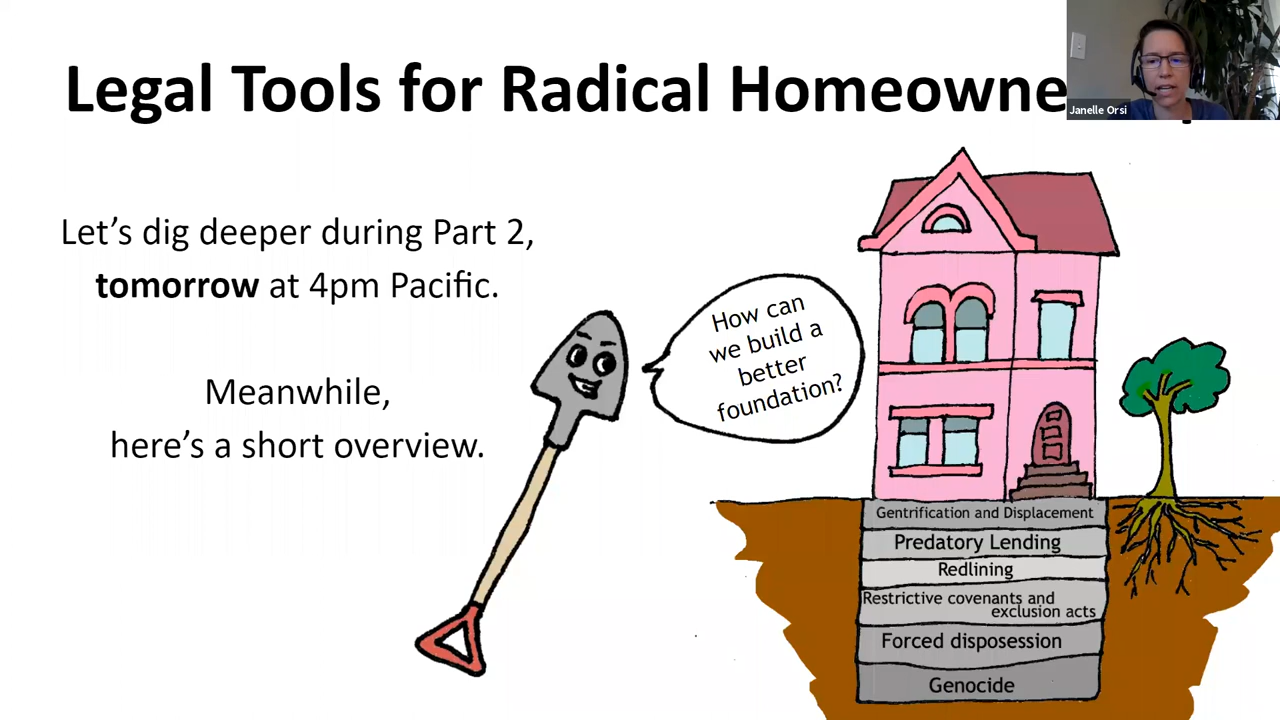 Legal Tools for Radical Homeowne
Janelle Orsi
Let's dig deeper during Part 2,
tomorrow at 4pm Pacific.
Meanwhile,
here's a short overview.
How can
we build a
better
foundation?
Gentrification and Displacement
Predatory Lending
Redlining
Restrictive covenants and
exclusion acts
Forced disposession
Genocide